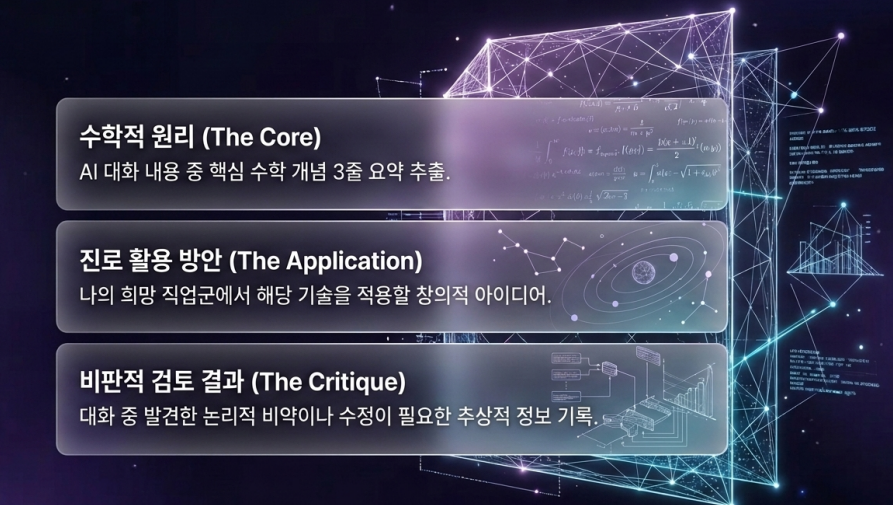 수학적 원리 (The Core)
AI 대화 내용 중 핵심 수학 개념 3줄 요약 추출.
진로 활용 방안 (The Application)
나의 희망 직업군에서 해당 기술을 적용할 창의적 아이디어.
비판적 검토 결과 (The Critique)
대화 중 발견한 논리적 비약이나 수정이 필요한 추상적 정보 기록.